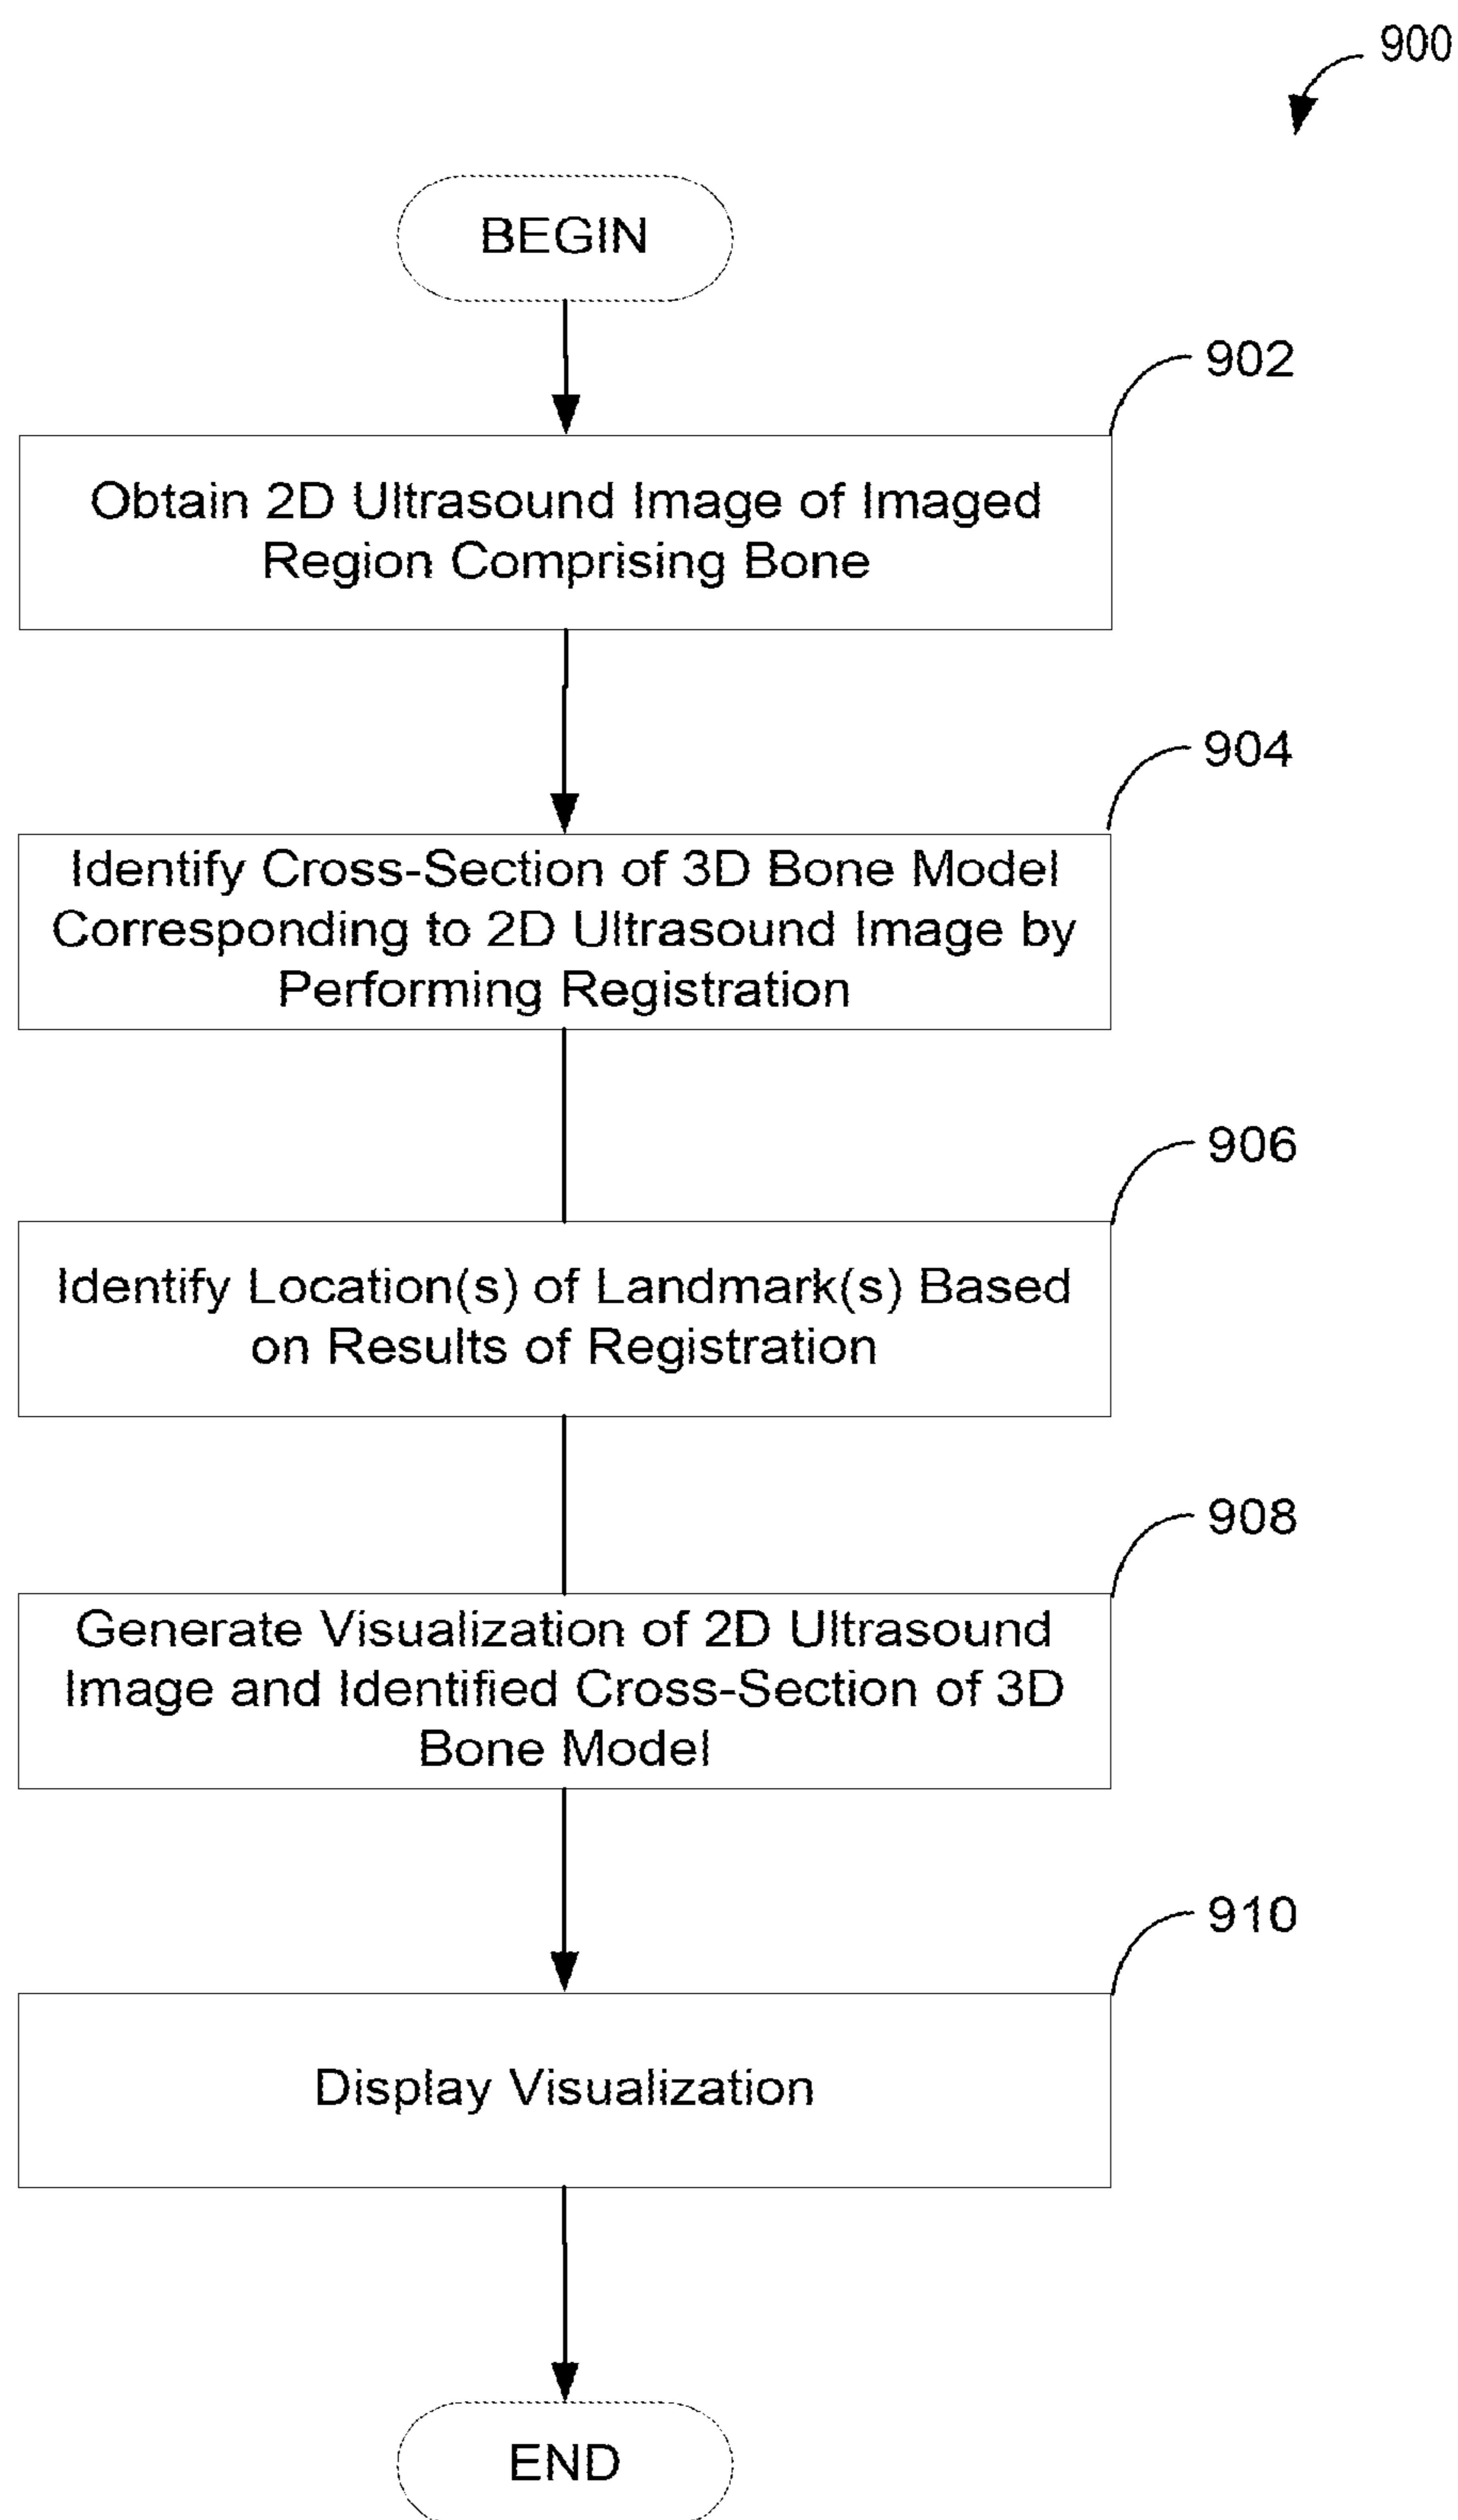 900
BEGIN
902
Obtain 2D Ultrasound Image of Imaged
Region Comprising Bone
904
Identify Cross-Section of 3D Bone Model
Corresponding to 2D Ultrasound Image by
Performing Registration
906
Identify Location(s) of Landmark(s) Based
on Results of Registration
908
Generate Visualization of 2D Ultrasound
Image and Identified Cross-Section of 3D
Bone Model
910
Display Visualization
END